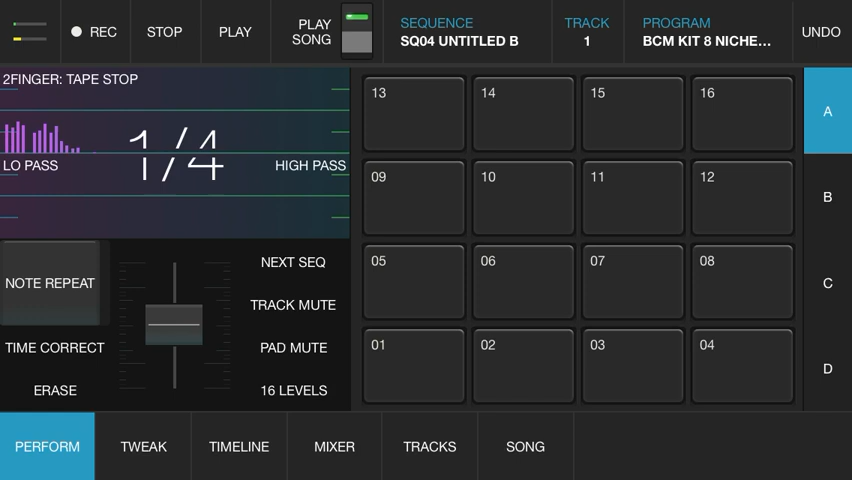 REC
STOP
PLAY
PLAY
SONG
SEQUENCE
SQ04 UNTITLED B
TRACK
1
PROGRAM
BCM KIT 8 NICHE...
UNDO
2FINGER: TAPE STOP
1/4
LO PASS
HIGH PASS
13
14
15
16
A
09
10
11
12
B
NOTE REPEAT
NEXT SEQ
05
06
07
08
C
TRACK MUTE
TIME CORRECT
PAD MUTE
01
02
03
04
D
ERASE
16 LEVELS
PERFORM
TWEAK
TIMELINE
MIXER
TRACKS
SONG